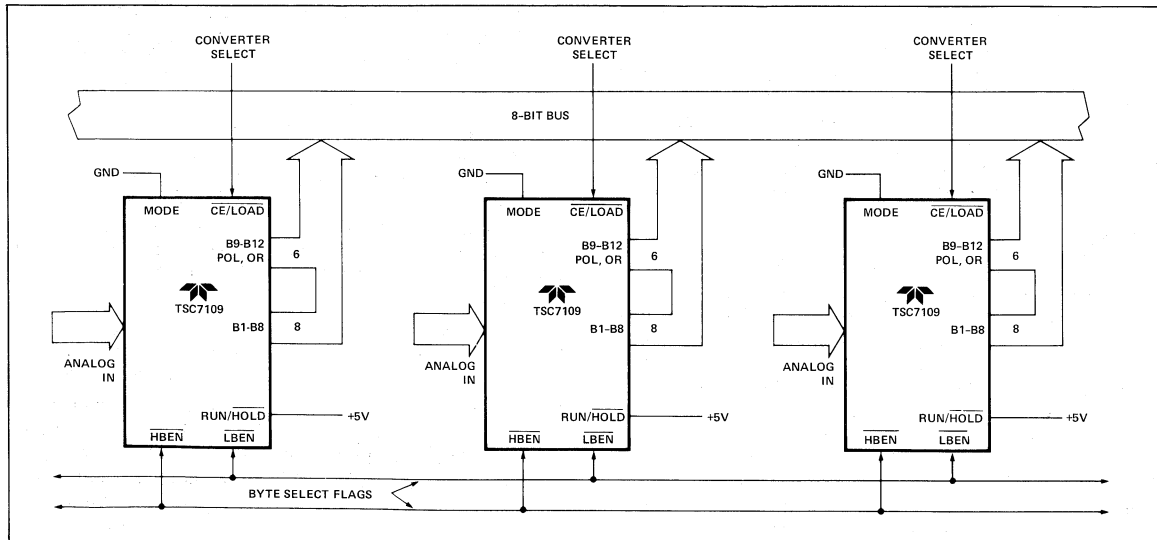 CONVERTER
SELECT
CONVERTER
SELECT
CONVERTER
SELECT
8-BIT BUS
GND
MODE
CE/LOAD
B9-B12
POL, OR
6
TSC7109
B1-B8
8
ANALOG
IN
RUN/HOLD
+5V
HBEN
LBEN
GND
MODE
CE/LOAD
B9-B12
POL, OR
6
TSC7109
B1-B8
8
ANALOG
IN
RUN/HOLD
+5V
HBEN
LBEN
GND
MODE
CE/LOAD
B9-B12
POL, OR
6
TSC7109
B1-B8
8
ANALOG
IN
RUN/HOLD
+5V
HBEN
LBEN
BYTE SELECT FLAGS